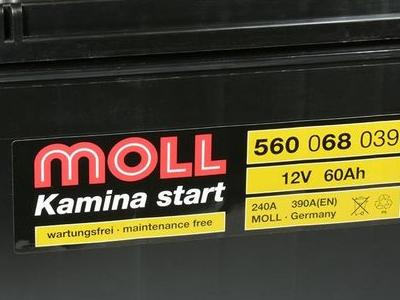 MOLL
Kamina start
wartungsfrei · maintenance free
560 068 039
12V 60Ah
240A 390A(EN)
MOLL · Germany